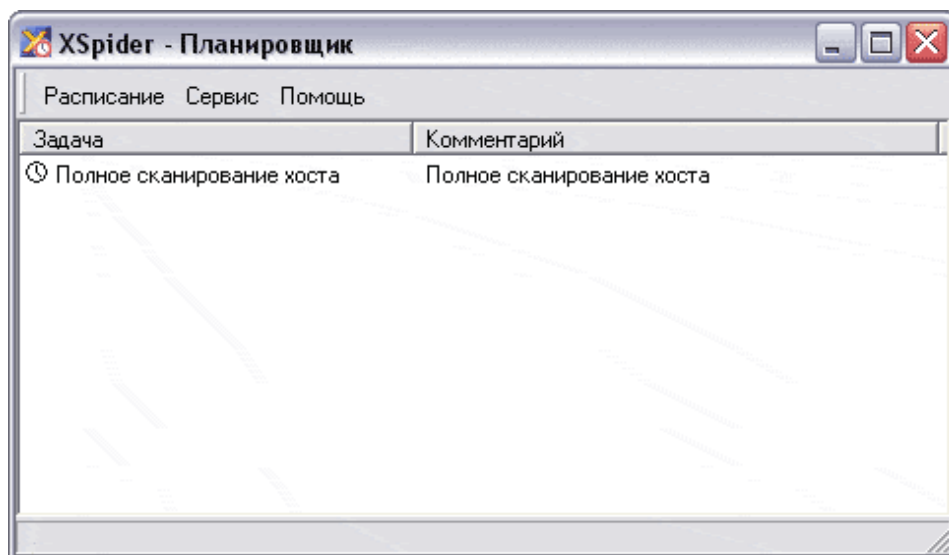 XSpider - Планировщик
Расписание Сервис Помощь
Задача Комментарий
Полное сканирование хоста Полное сканирование хоста